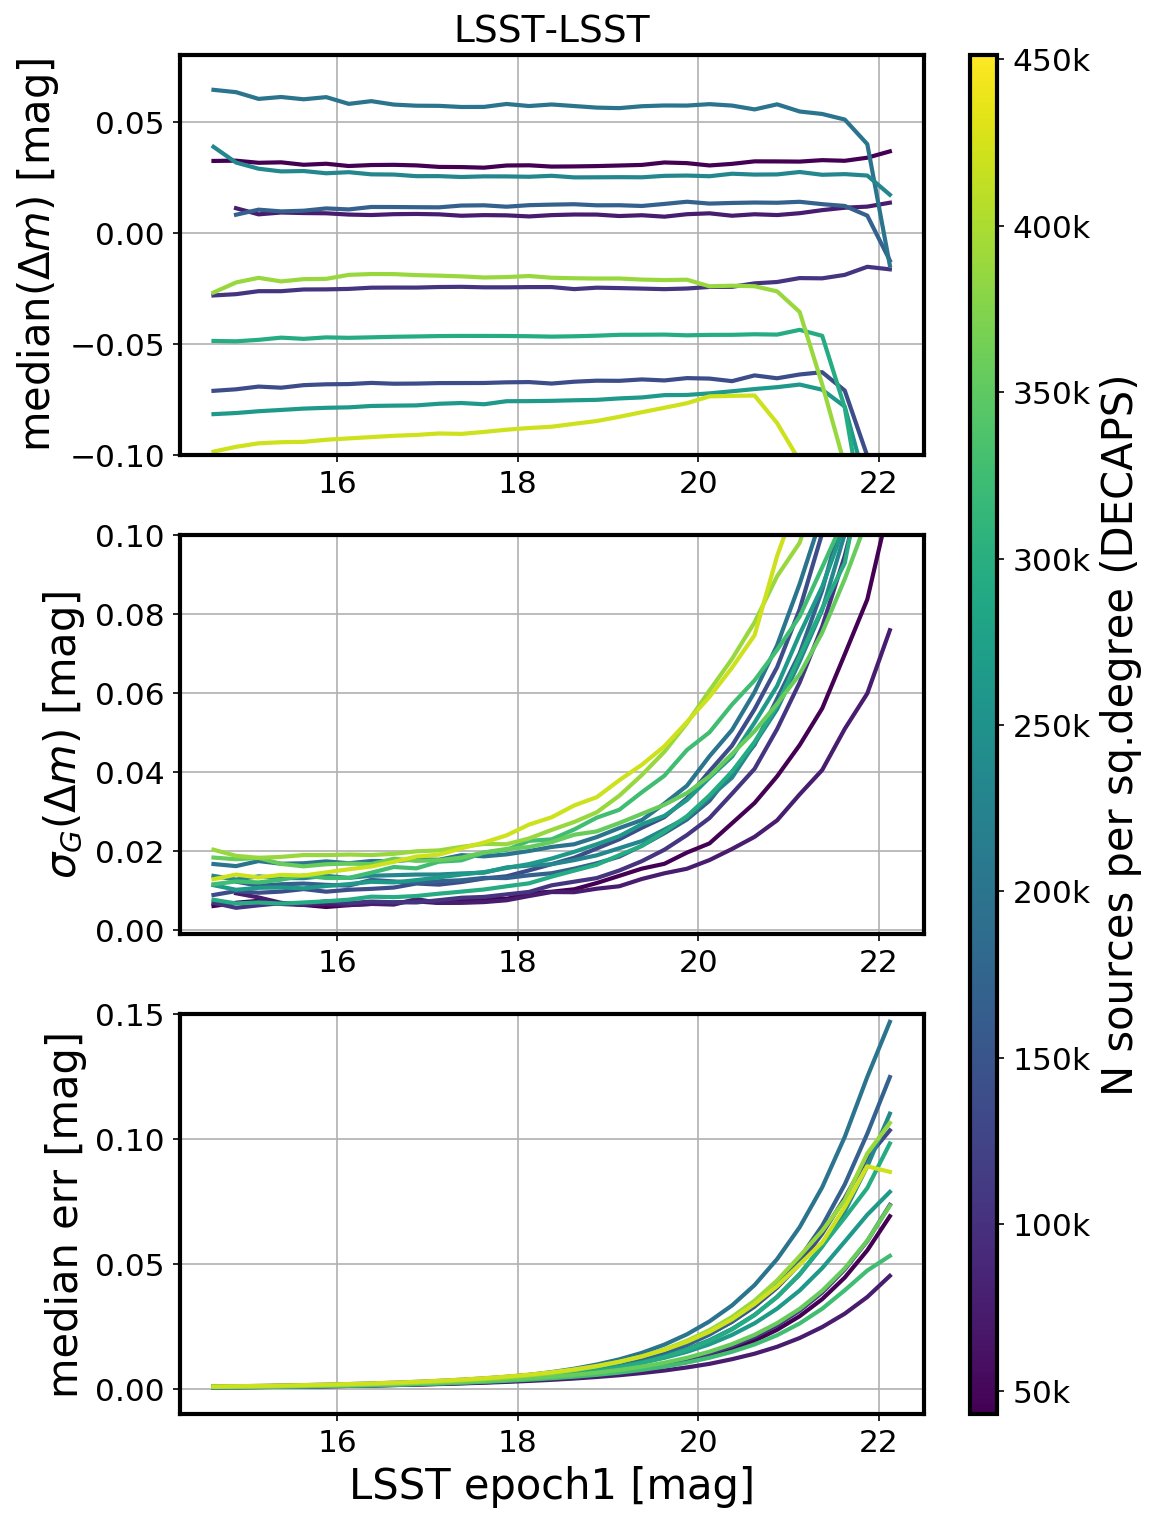 LSST-LSST
median(Δm) [mag]
0.05
0.00
−0.05
−0.10
16 18 20 22
σG(Δm) [mag]
0.10
0.08
0.06
0.04
0.02
0.00
16 18 20 22
median err [mag]
0.15
0.10
0.05
0.00
16 18 20 22
LSST epoch1 [mag]
450k
400k
350k
300k
250k
200k
150k
100k
50k
N sources per sq.degree (DECAPS)